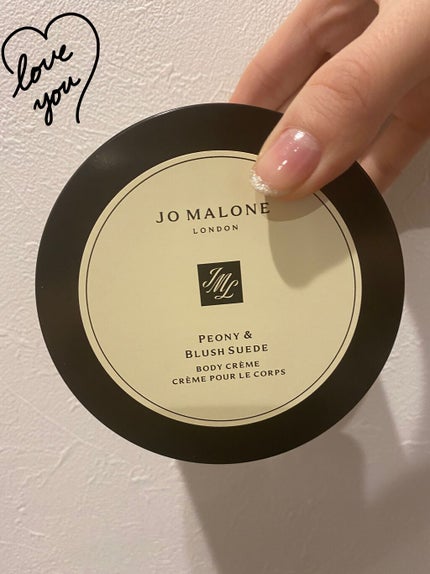 love
you
JO MALONE
LONDON
JML
PEONY &
BLUSH SUEDE
BODY CRÈME
CRÈME POUR LE CORPS